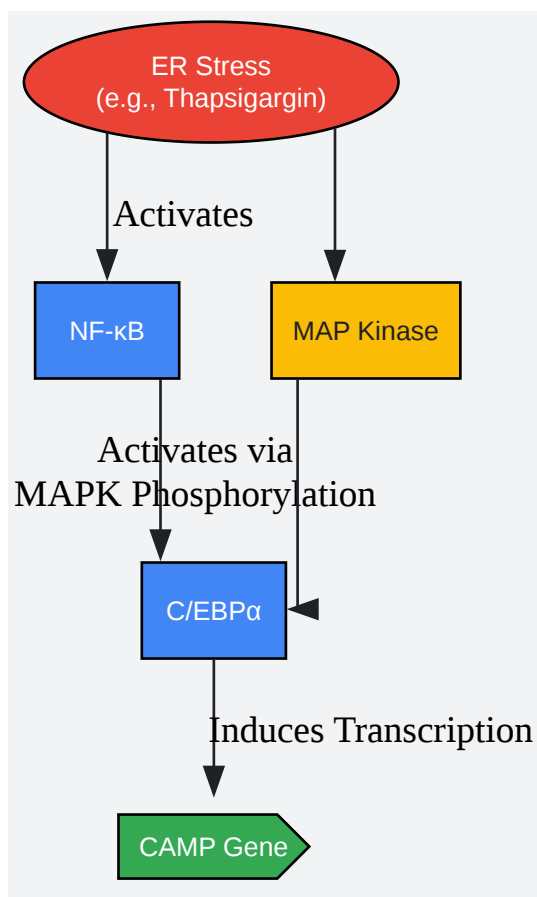 ER Stress
(e.g., Thapsigargin)
Activates
NF-κB
MAP Kinase
Activates via
MAPK Phosphorylation
C/EBPα
Induces Transcription
CAMP Gene